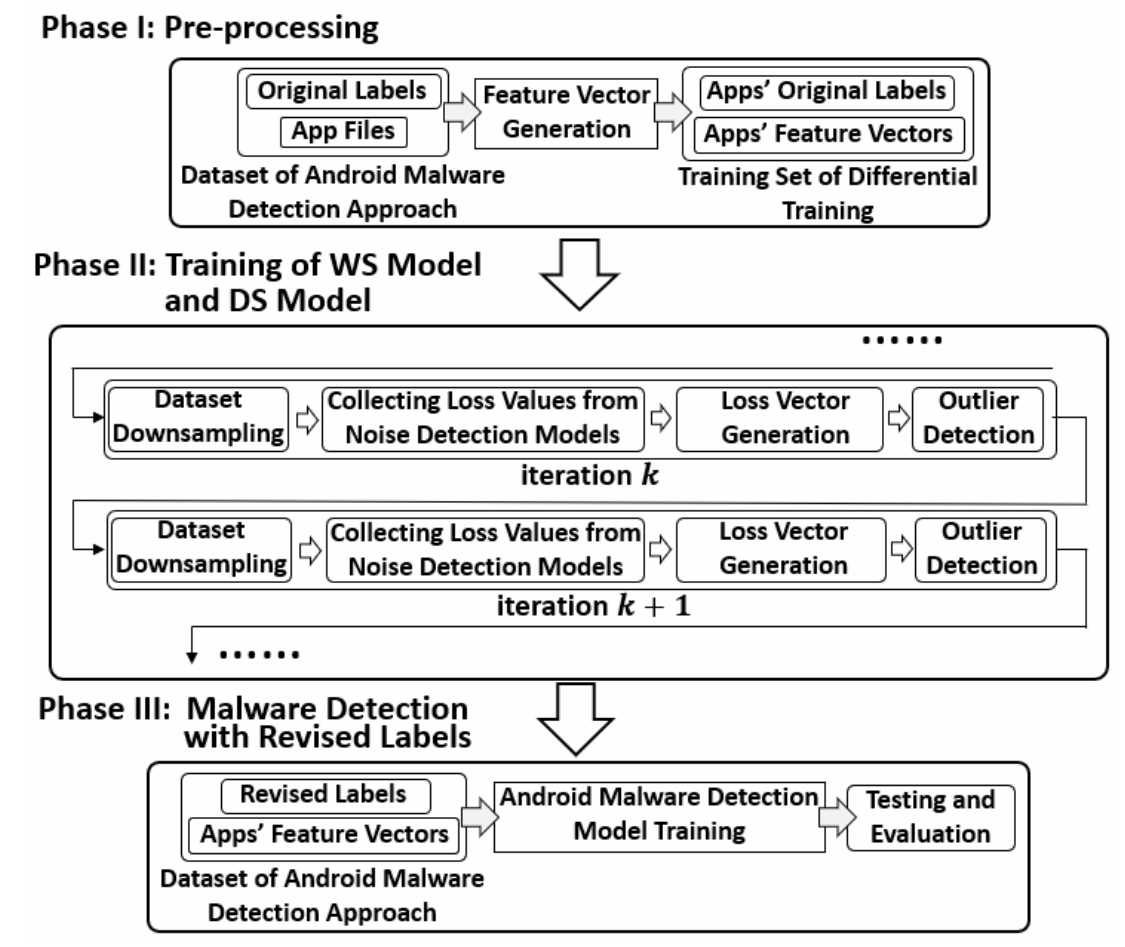 Phase I: Pre-processing
Original Labels
App Files
Dataset of Android Malware
Detection Approach
Feature Vector
Generation
Apps' Original Labels
Apps' Feature Vectors
Training Set of Differential
Training
Phase II: Training of WS Model
and DS Model
......
Dataset
Downsampling
Collecting Loss Values from
Noise Detection Models
Loss Vector
Generation
Outlier
Detection
iteration k
Dataset
Downsampling
Collecting Loss Values from
Noise Detection Models
Loss Vector
Generation
Outlier
Detection
iteration k + 1
......
Phase III: Malware Detection
with Revised Labels
Revised Labels
Apps' Feature Vectors
Dataset of Android Malware
Detection Approach
Android Malware Detection
Model Training
Testing and
Evaluation